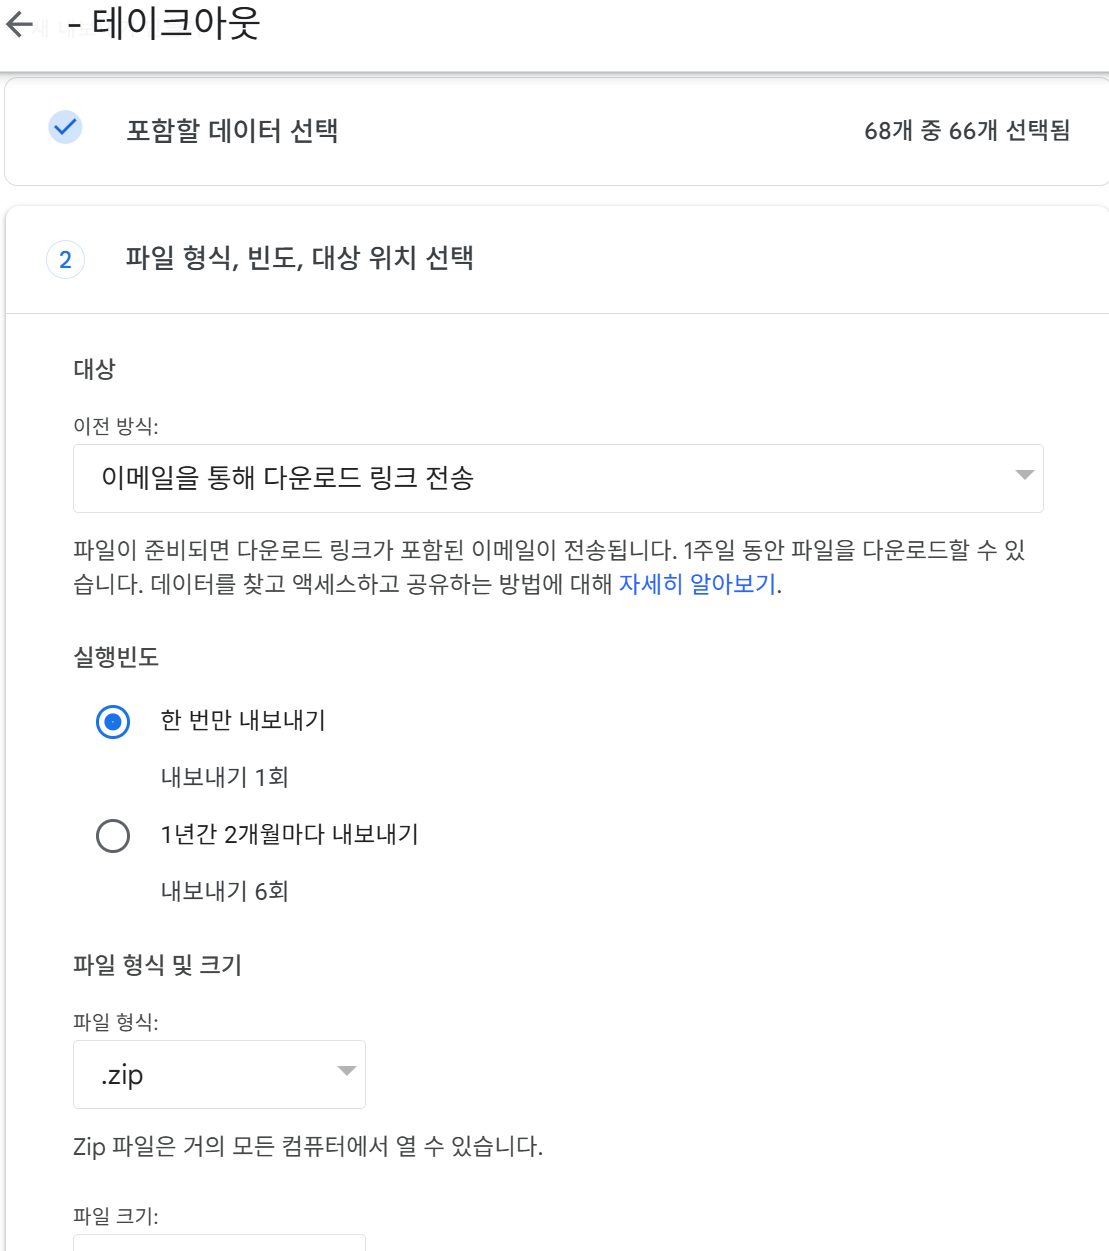 - 테이크아웃
포함할 데이터 선택
68개 중 66개 선택됨
2
파일 형식, 빈도, 대상 위치 선택
대상
이전 방식:
이메일을 통해 다운로드 링크 전송
파일이 준비되면 다운로드 링크가 포함된 이메일이 전송됩니다. 1주일 동안 파일을 다운로드할 수 있
습니다. 데이터를 찾고 액세스하고 공유하는 방법에 대해 자세히 알아보기.
실행빈도
한 번만 내보내기
내보내기 1회
1년간 2개월마다 내보내기
내보내기 6회
파일 형식 및 크기
파일 형식:
.zip
Zip 파일은 거의 모든 컴퓨터에서 열 수 있습니다.
파일 크기: